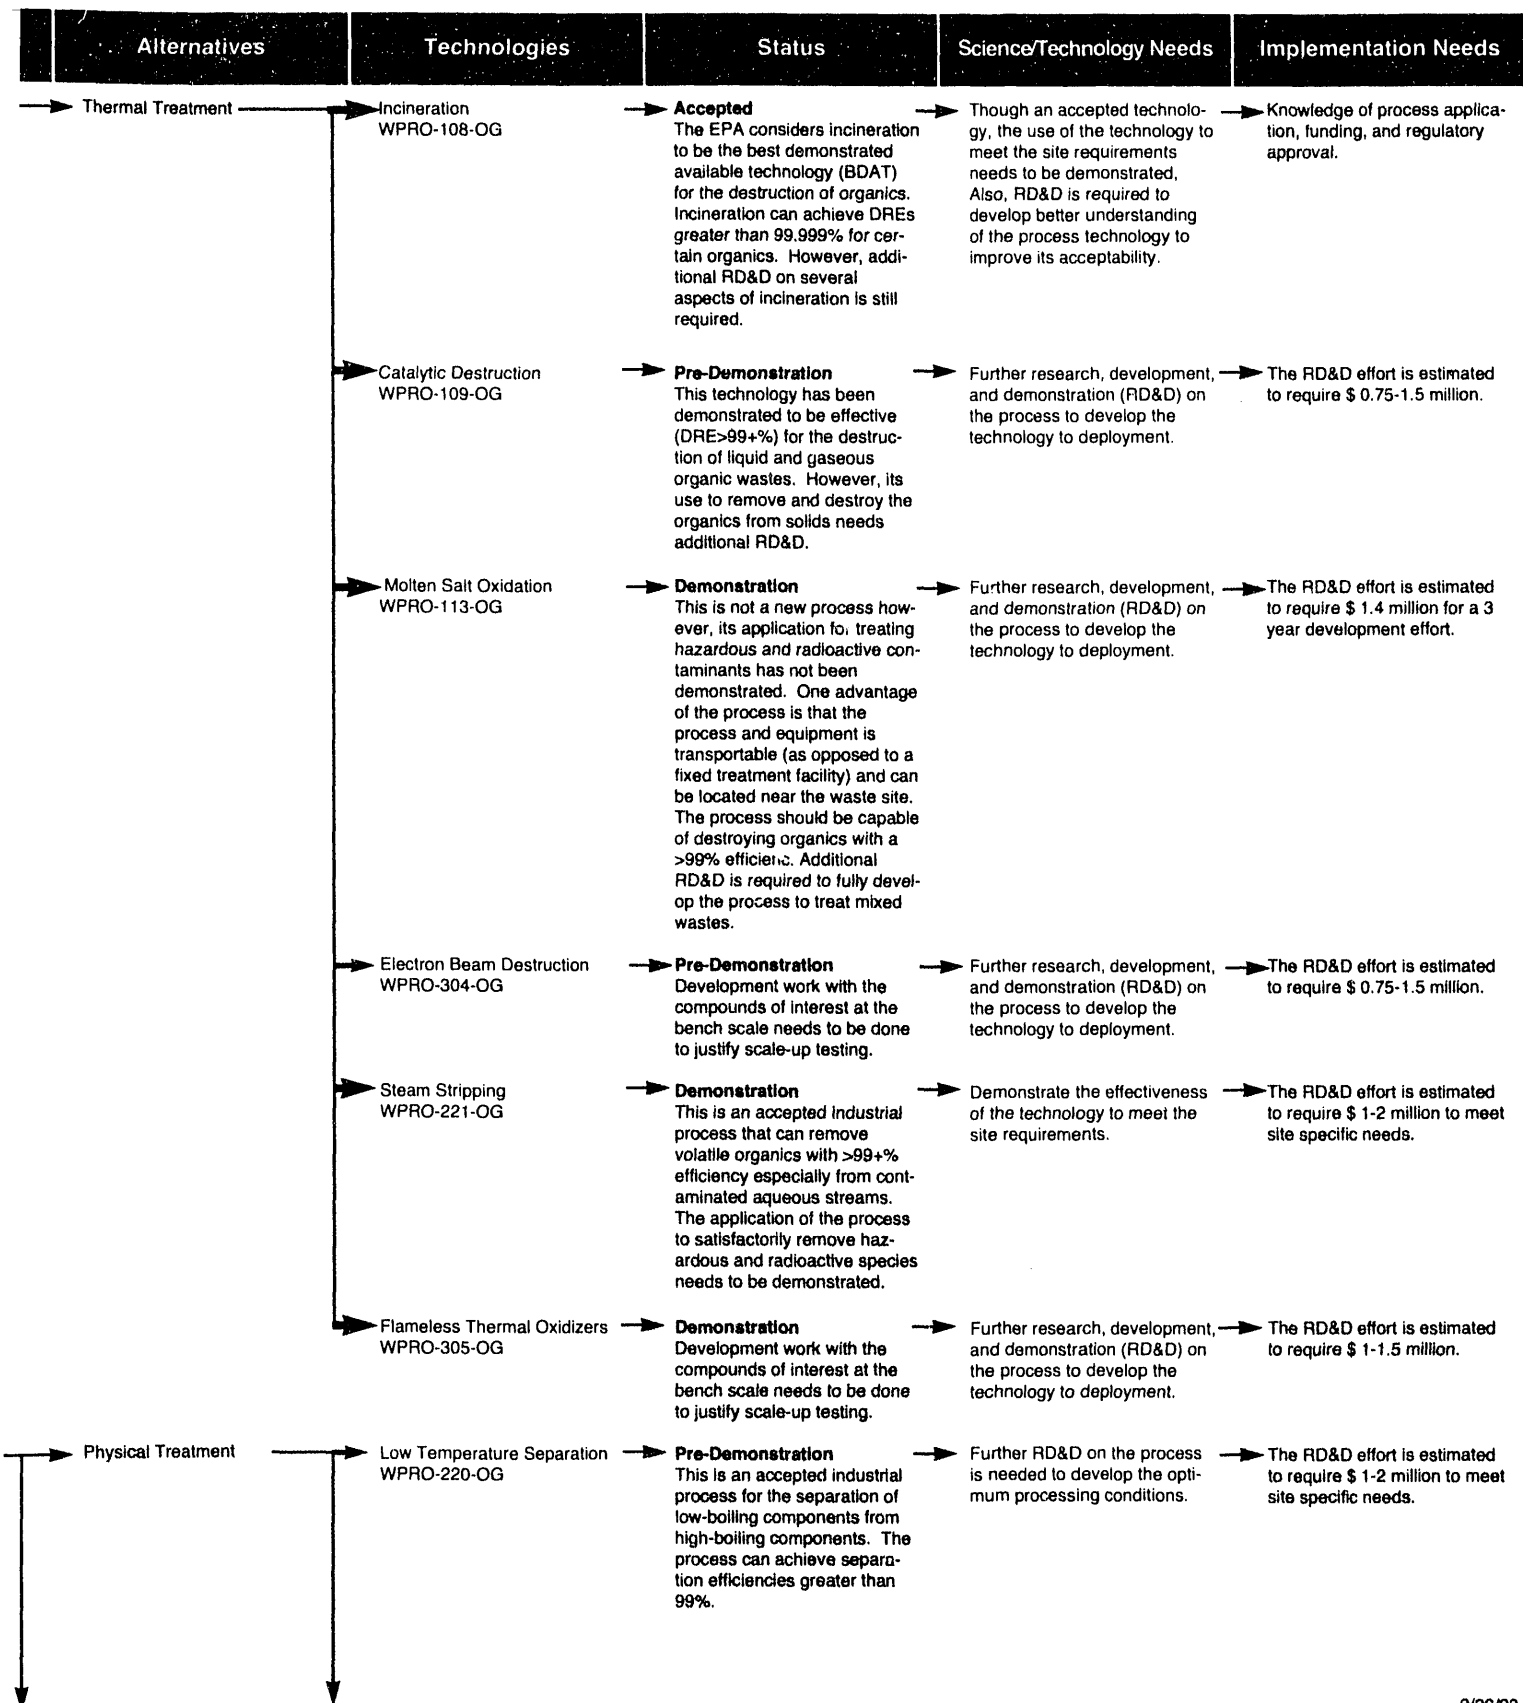 Alternatives
Technologies
Status
Science/Technology Needs
Implementation Needs
Thermal Treatment
Incineration
WPRO-108-OG
Accepted
The EPA considers incineration
to be the best demonstrated
available technology (BDAT)
for the destruction of organics.
Incineration can achieve DREs
greater than 99.999% for cer-
tain organics. However, addi-
tional RD&D on several
aspects of incineration is still
required.
Though an accepted technolo-
gy, the use of the technology to
meet the site requirements
needs to be demonstrated,
Also, RD&D is required to
develop better understanding
of the process technology to
improve its acceptability.
Knowledge of process applica-
tion, funding, and regulatory
approval.
Catalytic Destruction
WPRO-109-OG
Pre-Demonstration
This technology has been
demonstrated to be effective
(DRE>99+%) for the destruc-
tion of liquid and gaseous
organic wastes. However, its
use to remove and destroy the
organics from solids needs
additional RD&D.
Further research, development,
and demonstration (RD&D) on
the process to develop the
technology to deployment.
The RD&D effort is estimated
to require $ 0.75-1.5 million.
Molten Salt Oxidation
WPRO-113-OG
Demonstration
This is not a new process how-
ever, its application for treating
hazardous and radioactive con-
taminants has not been
demonstrated. One advantage
of the process is that the
process and equipment is
transportable (as opposed to a
fixed treatment facility) and can
be located near the waste site.
The process should be capable
of destroying organics with a
>99% Additional
RD&D is required to fully devel-
op the process to treat mixed
wastes.
Further research, development,
and demonstration (RD&D) on
the process to develop the
technology to deployment.
The RD&D effort is estimated
to require $ 1.4 million for a 3
year development effort.
Electron Beam Destruction
WPRO-304-OG
Pre-Demonstration
Development work with the
compounds of interest at the
bench scale needs to be done
to justify scale-up testing.
Further research, development,
and demonstration (RD&D) on
the process to develop the
technology to deployment.
The RD&D effort is estimated
to require $ 0.75-1.5 million.
Steam Stripping
WPRO-221-OG
Demonstration
This is an accepted industrial
process that can remove
volatile organics with >99+%
efficiency especially from cont-
aminated aqueous streams.
The application of the process
to satisfactorily remove haz-
ardous and radioactive species
needs to be demonstrated.
Demonstrate the effectiveness
of the technology to meet the
site requirements.
The RD&D effort is estimated
to require $ 1-2 million to meet
site specific needs.
Flameless Thermal Oxidizers
WPRO-305-OG
Demonstration
Development work with the
compounds of interest at the
bench scale needs to be done
to justify scale-up testing.
Further research, development,
and demonstration (RD&D) on
the process to develop the
technology to deployment.
The RD&D effort is estimated
to require $ 1-1.5 million.
Physical Treatment
Low Temperature Separation
WPRO-220-OG
Pre-Demonstration
This is an accepted industrial
process for the separation of
low-boiling components from
high-boiling components. The
process can achieve separa-
tion efficiencies greater than
99%.
Further RD&D on the process
is needed to develop the opti-
mum processing conditions.
The RD&D effort is estimated
to require $ 1-2 million to meet
site specific needs.